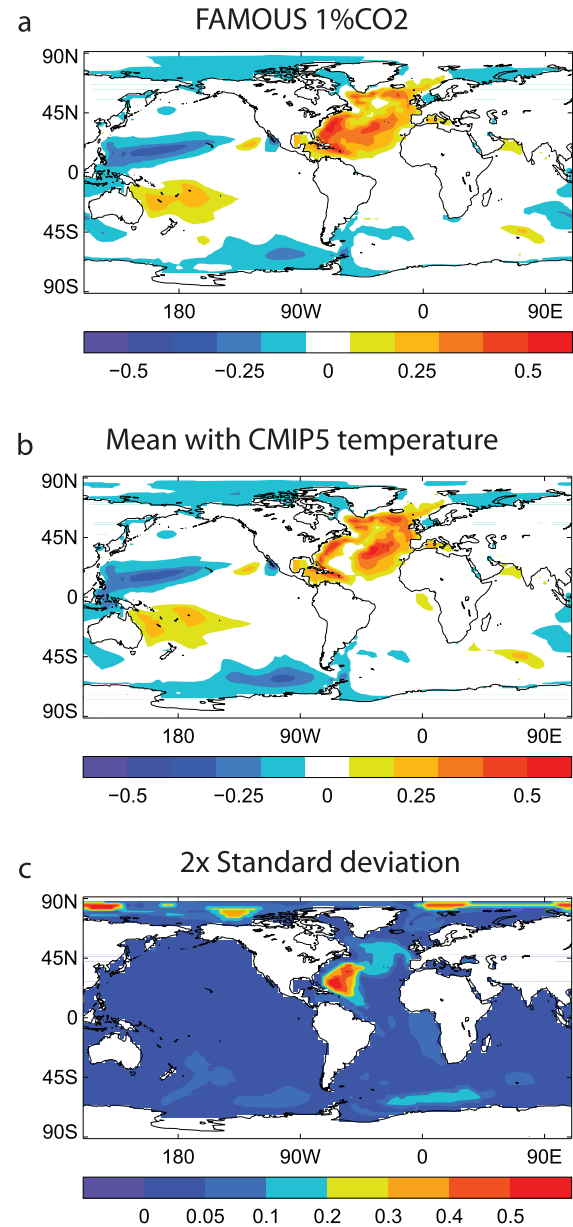 a
FAMOUS 1%CO2
90N
45N
0
45S
90S
180 90W 0 90E
−0.5 −0.25 0 0.25 0.5
b
Mean with CMIP5 temperature
90N
45N
0
45S
90S
180 90W 0 90E
−0.5 −0.25 0 0.25 0.5
c
2x Standard deviation
90N
45N
0
45S
90S
180 90W 0 90E
0 0.05 0.1 0.2 0.3 0.4 0.5